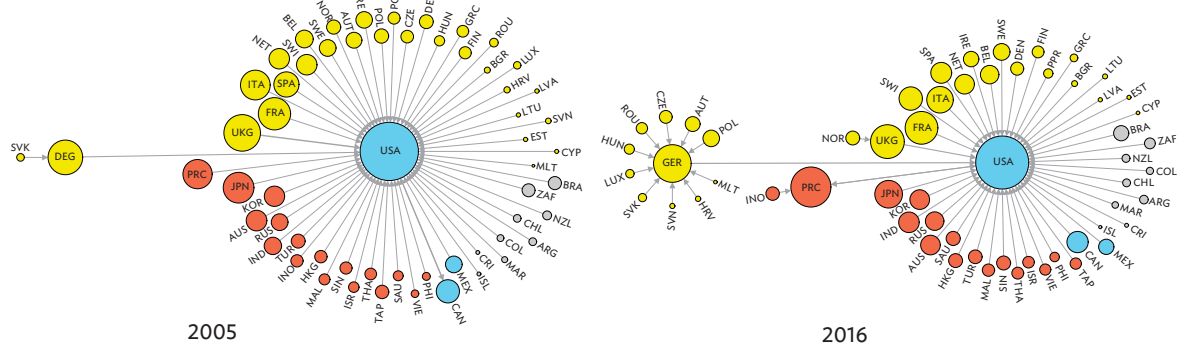 SVK
DEG
UKG
FRA
ITA
SPA
NET
SWI
BEL
SWE
NOR
AUT
POL
CZE
DE
HUN
GRC
FIN
ROU
BGR
LUX
HRV
LVA
LTU
SVN
EST
CYP
MLT
BRA
ZAF
NZL
CHL
ARG
COL
MAR
CRI
ISL
MEX
CAN
PHI
VIE
SAU
TAP
THA
ISR
SIN
MAL
HKG
INO
TUR
IND
RUS
AUS
KOR
JPN
PRC
USA
2005
GER
CZE
AUT
POL
ROU
HUN
LUX
SVK
SVN
HRV
MLT
INO
PRC
NOR
UKG
FRA
SWI
ITA
SPA
NET
IRE
BEL
SWE
DEN
FIN
PPR
GRC
BGR
LTU
LVA
EST
CYP
BRA
ZAF
NZL
COL
CHL
ARG
MAR
CRI
ISL
MEX
CAN
TAP
PHI
VIE
ISR
THA
SIN
MAL
TUR
HKG
SAU
AUS
RUS
IND
KOR
JPN
USA
2016